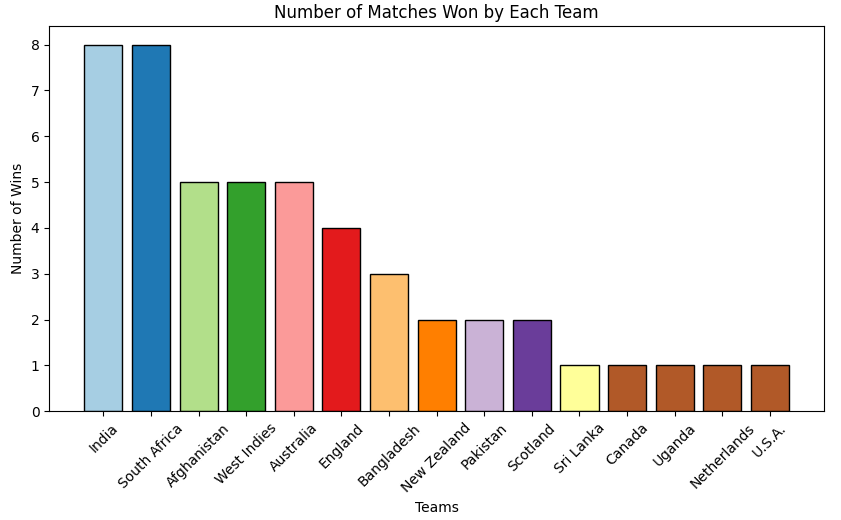 Number of Matches Won by Each Team
Number of Wins
8
7
6
5
4
3
2
1
0
India
South Africa
Afghanistan
West Indies
Australia
England
Bangladesh
New Zealand
Pakistan
Scotland
Sri Lanka
Canada
Uganda
Netherlands
U.S.A.
Teams